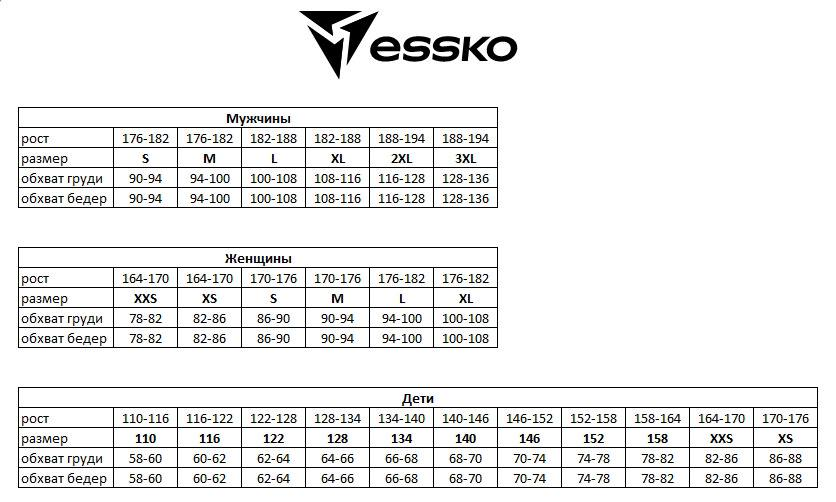 essko
Мужчины
рост 176-182 176-182 182-188 182-188 188-194 188-194
размер S M L XL 2XL 3XL
обхват груди 90-94 94-100 100-108 108-116 116-128 128-136
обхват бедер 90-94 94-100 100-108 108-116 116-128 128-136
Женщины
рост 164-170 164-170 170-176 170-176 176-182 176-182
размер XXS XS S M L XL
обхват груди 78-82 82-86 86-90 90-94 94-100 100-108
обхват бедер 78-82 82-86 86-90 90-94 94-100 100-108
Дети
рост 110-116 116-122 122-128 128-134 134-140 140-146 146-152 152-158 158-164 164-170 170-176
размер 110 116 122 128 134 140 146 152 158 XXS XS
обхват груди 58-60 60-62 62-64 64-66 66-68 68-70 70-74 74-78 78-82 82-86 86-88
обхват бедер 58-60 60-62 62-64 64-66 66-68 68-70 70-74 74-78 78-82 82-86 86-88